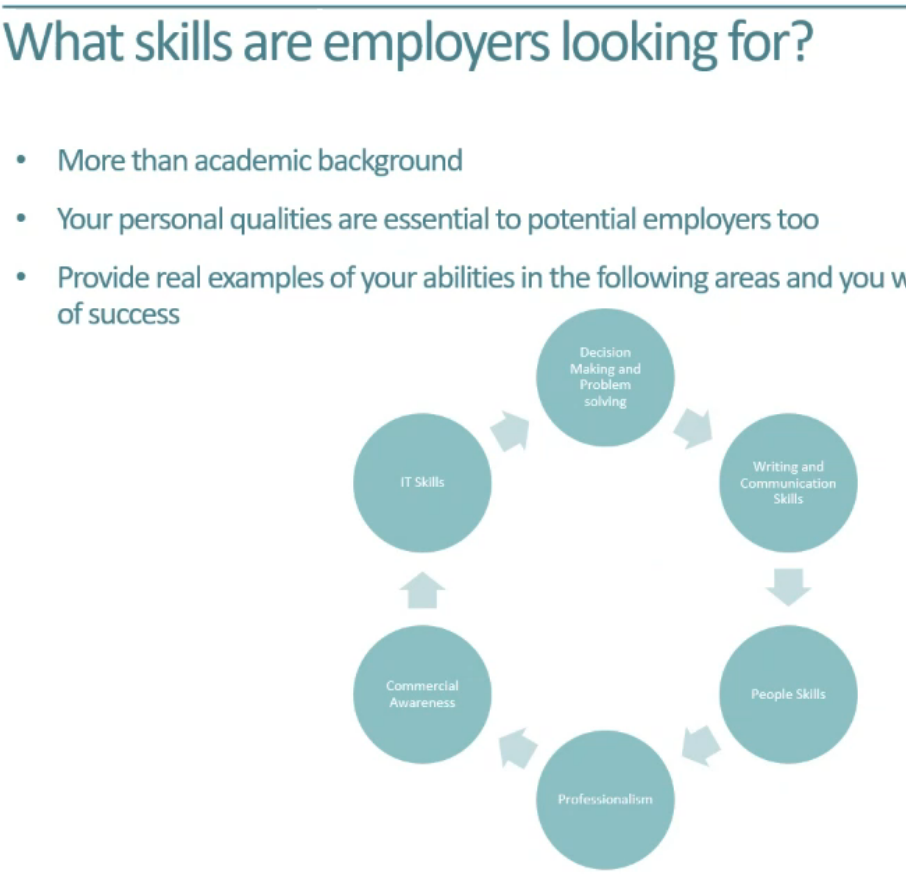 What skills are employers looking for?
• More than academic background
• Your personal qualities are essential to potential employers too
• Provide real examples of your abilities in the following areas and you
of success
Decision
Making and
Problem
solving
Writing and
Communication
Skills
People Skills
Professionalism
Commercial
Awareness
IT Skills